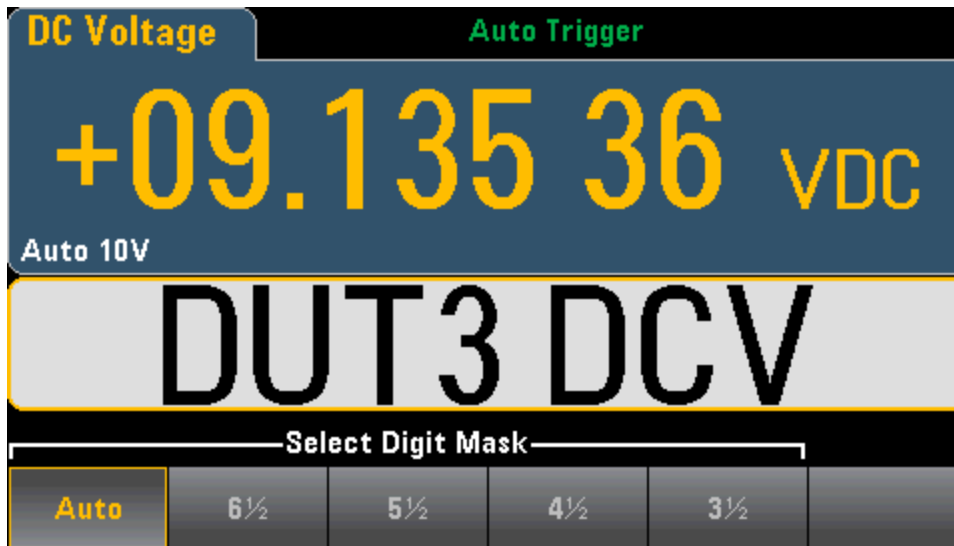 DC Voltage Auto Trigger
+09.135 36 VDC
Auto 10V
DUT3 DCV
Select Digit Mask
Auto 6½ 5½ 4½ 3½